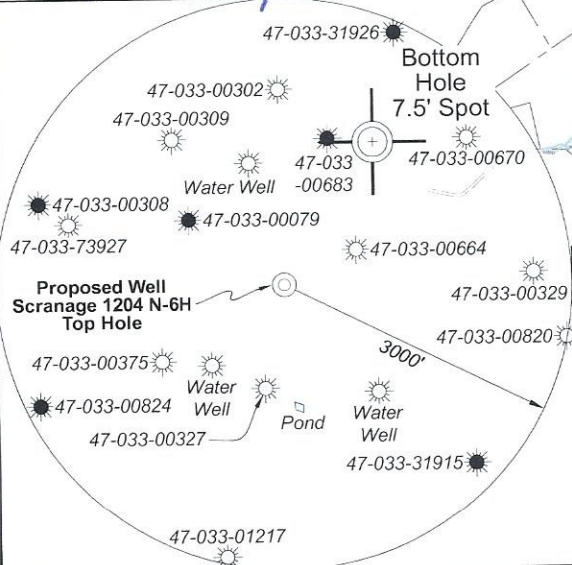 47-033-31926
Bottom
Hole
7.5' Spot
47-033-00302
47-033-00309
47-033
-00683
47-033-00670
Water Well
47-033-00308
47-033-00079
47-033-73927
47-033-00664
Proposed Well
Scranage 1204 N-6H
Top Hole
47-033-00329
47-033-00820
3000'
47-033-00375
Water
Well
47-033-00824
Pond
Water
Well
47-033-00327
47-033-31915
47-033-01217